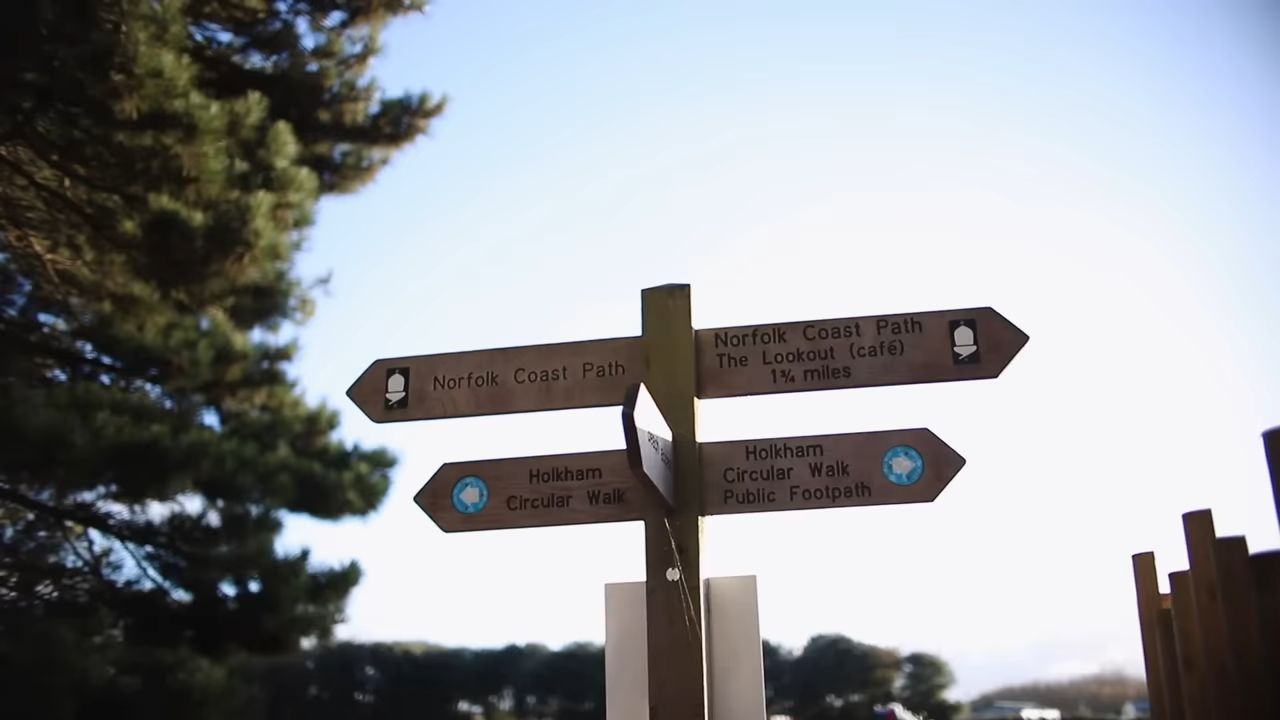 Norfolk Coast Path
Norfolk Coast Path
The Lookout (café)
1¾ miles
Holkham
Circular Walk
Holkham
Circular Walk
Public Footpath